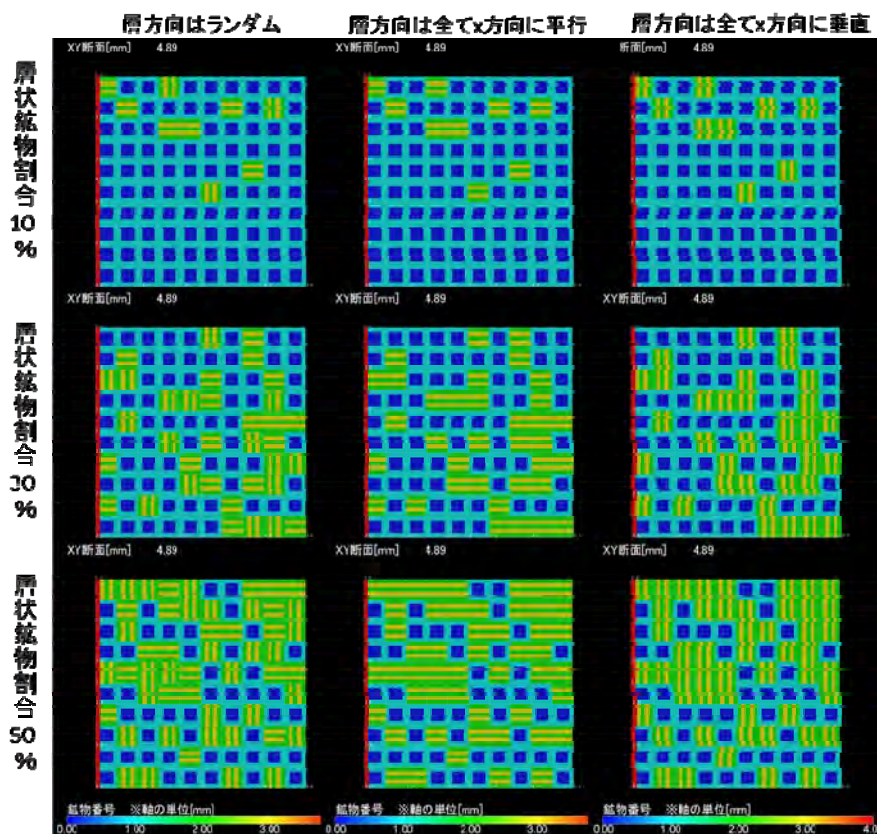 層方向はランダム
層方向は全てx方向に平行
層方向は全てx方向に垂直
層状鉱物割合10%
XY断面[mm] 4.89
XY断面[mm] 4.89
断面[mm] 4.89
層状鉱物割合30%
XY断面[mm] 4.89
XY断面[mm] 4.89
XY断面[mm] 4.89
層状鉱物割合50%
XY断面[mm] 4.89
XY断面[mm] 4.89
XY断面[mm] 4.89
鉱物番号 ※軸の単位[mm]
0.00 1.00 2.00 3.00
鉱物番号 ※軸の単位[mm]
0.00 1.00 2.00 3.00
鉱物番号 ※軸の単位[mm]
0.00 1.00 2.00 3.00 4.0